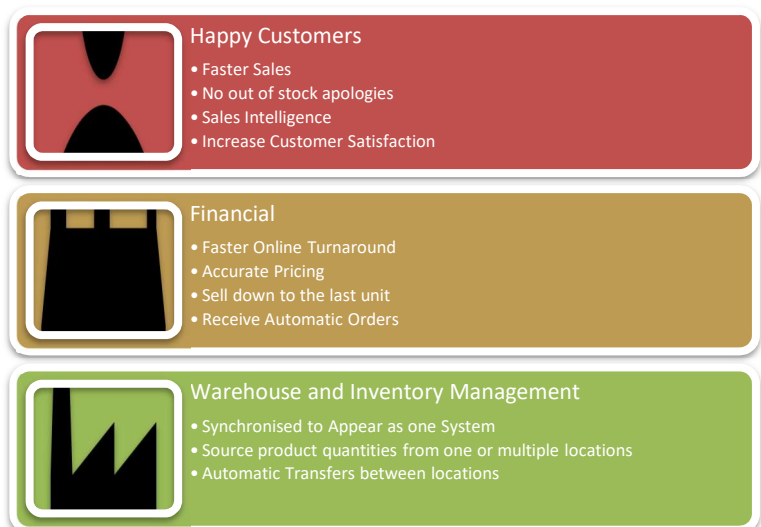 Happy Customers
• Faster Sales
• No out of stock apologies
• Sales Intelligence
• Increase Customer Satisfaction
Financial
• Faster Online Turnaround
• Accurate Pricing
• Sell down to the last unit
• Receive Automatic Orders
Warehouse and Inventory Management
• Synchronised to Appear as one System
• Source product quantities from one or multiple locations
• Automatic Transfers between locations